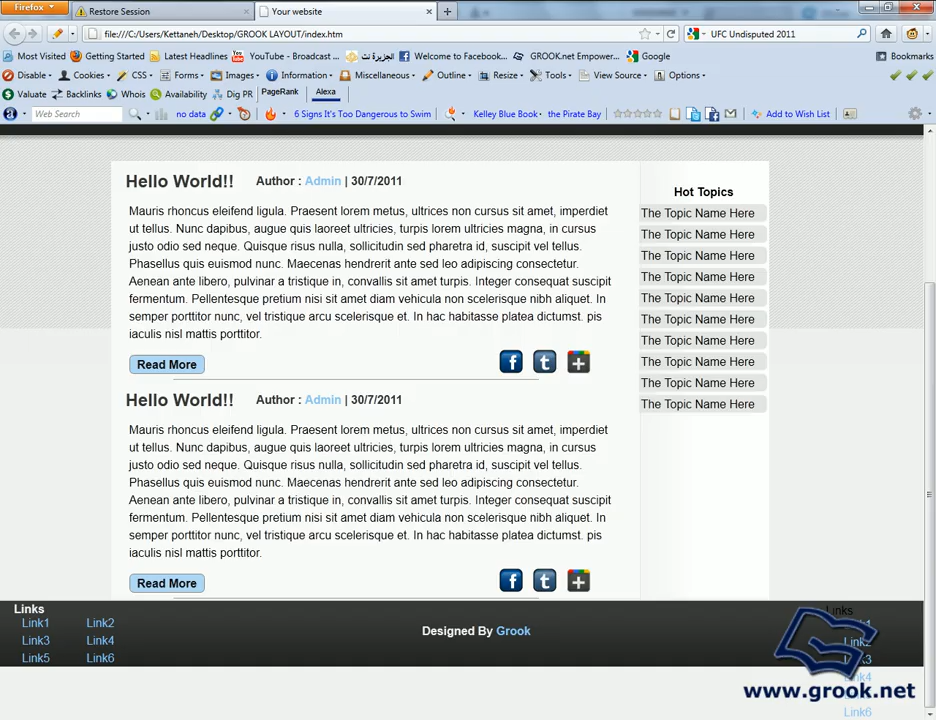 Firefox
Restore Session
Your website
file:///C:/Users/Kettaneh/Desktop/GROOK LAYOUT/index.htm
UFC Undisputed 2011
Most Visited Getting Started Latest Headlines YouTube - Broadcast ... الجزيرة نت Welcome to Facebook... GROOK.net Empower... Google Bookmarks
Disable Cookies CSS Forms Images Information Miscellaneous Outline Resize Tools View Source Options
Valuate Backlinks Whois Availability Dig PR PageRank Alexa
Web Search no data 6 Signs It's Too Dangerous to Swim Kelley Blue Book the Pirate Bay Add to Wish List
Hello World!! Author : Admin | 30/7/2011
Mauris rhoncus eleifend ligula. Praesent lorem metus, ultrices non cursus sit amet, imperdiet
ut tellus. Nunc dapibus, augue quis laoreet ultricies, turpis lorem ultricies magna, in cursus
justo odio sed neque. Quisque risus nulla, sollicitudin sed pharetra id, suscipit vel tellus.
Phasellus quis euismod nunc. Maecenas hendrerit ante sed leo adipiscing consectetur.
Aenean ante libero, pulvinar a tristique in, convallis sit amet turpis. Integer consequat suscipit
fermentum. Pellentesque pretium nisi sit amet diam vehicula non scelerisque nibh aliquet. In
semper porttitor nunc, vel tristique arcu scelerisque et. In hac habitasse platea dictumst. pis
iaculis nisl mattis porttitor.
Read More
f t +
Hello World!! Author : Admin | 30/7/2011
Mauris rhoncus eleifend ligula. Praesent lorem metus, ultrices non cursus sit amet, imperdiet
ut tellus. Nunc dapibus, augue quis laoreet ultricies, turpis lorem ultricies magna, in cursus
justo odio sed neque. Quisque risus nulla, sollicitudin sed pharetra id, suscipit vel tellus.
Phasellus quis euismod nunc. Maecenas hendrerit ante sed leo adipiscing consectetur.
Aenean ante libero, pulvinar a tristique in, convallis sit amet turpis. Integer consequat suscipit
fermentum. Pellentesque pretium nisi sit amet diam vehicula non scelerisque nibh aliquet. In
semper porttitor nunc, vel tristique arcu scelerisque et. In hac habitasse platea dictumst. pis
iaculis nisl mattis porttitor.
Read More
f t +
Hot Topics
The Topic Name Here
The Topic Name Here
The Topic Name Here
The Topic Name Here
The Topic Name Here
The Topic Name Here
The Topic Name Here
The Topic Name Here
The Topic Name Here
The Topic Name Here
Links
Link1 Link2
Link3 Link4
Link5 Link6
Designed By Grook
Links
Link2
Link4
Link6
www.grook.net